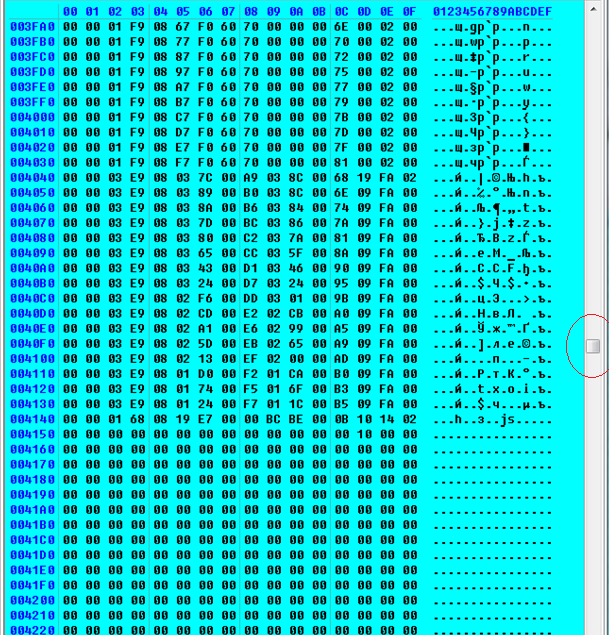 00 01 02 03 04 05 06 07 08 09 0A 0B 0C 0D 0E 0F 0123456789ABCDEF
003FA0 00 00 01 F9 08 67 F0 60 70 00 00 00 6E 00 02 00 ...щ.gр`p...n...
003FB0 00 00 01 F9 08 77 F0 60 70 00 00 00 70 00 02 00 ...щ.wр`p...p...
003FC0 00 00 01 F9 08 87 F0 60 70 00 00 00 72 00 02 00 ...щ.‡р`p...r...
003FD0 00 00 01 F9 08 97 F0 60 70 00 00 00 75 00 02 00 ...щ.—р`p...u...
003FE0 00 00 01 F9 08 A7 F0 60 70 00 00 00 77 00 02 00 ...щ.§р`p...w...
003FF0 00 00 01 F9 08 B7 F0 60 70 00 00 00 79 00 02 00 ...щ.·р`p...y...
004000 00 00 01 F9 08 C7 F0 60 70 00 00 00 7B 00 02 00 ...щ.Зр`p...{...
004010 00 00 01 F9 08 D7 F0 60 70 00 00 00 7D 00 02 00 ...щ.Чр`p...}...
004020 00 00 01 F9 08 E7 F0 60 70 00 00 00 7F 00 02 00 ...щ.зр`p...■...
004030 00 00 01 F9 08 F7 F0 60 70 00 00 00 81 00 02 00 ...щ.чр`p...Ѓ...
004040 00 00 03 E9 08 03 7C 00 A9 03 8C 00 68 19 FA 02 ...й..|.©.Њ.h.ъ.
004050 00 00 03 E9 08 03 89 00 B0 03 8C 00 6E 09 FA 02 ...й..‰.°.Њ.n.ъ.
004060 00 00 03 E9 08 03 8A 00 B6 03 84 00 74 09 FA 02 ...й..Љ.¶.„.t.ъ.
004070 00 00 03 E9 08 03 7D 00 BC 03 86 00 7A 09 FA 02 ...й..}.ј.†.z.ъ.
004080 00 00 03 E9 08 03 80 00 C2 03 7A 00 81 09 FA 02 ...й..Ђ.В.z.Ѓ.ъ.
004090 00 00 03 E9 08 03 65 00 CC 03 5F 00 8A 09 FA 02 ...й..e.М._.Љ.ъ.
0040A0 00 00 03 E9 08 03 43 00 D1 03 46 00 90 09 FA 02 ...й..C.С.F.ђ.ъ.
0040B0 00 00 03 E9 08 03 24 00 D7 03 24 00 95 09 FA 02 ...й..$.Ч.$.•.ъ.
0040C0 00 00 03 E9 08 02 F6 00 DD 03 01 00 9B 09 FA 02 ...й..ц.Э...›.ъ.
0040D0 00 00 03 E9 08 02 CD 00 E2 02 CB 00 A0 09 FA 02 ...й..Н.в.Л. .ъ.
0040E0 00 00 03 E9 08 02 A1 00 E6 02 99 00 A5 09 FA 02 ...й..Ў.ж.™.Ґ.ъ.
0040F0 00 00 03 E9 08 02 5D 00 EB 02 65 00 A9 09 FA 02 ...й..].л.e.©.ъ.
004100 00 00 03 E9 08 02 13 00 EF 02 00 00 AD 09 FA 02 ...й....п...-.ъ.
004110 00 00 03 E9 08 01 D0 00 F2 01 CA 00 B0 09 FA 02 ...й..Р.т.К.°.ъ.
004120 00 00 03 E9 08 01 74 00 F5 01 6F 00 B3 09 FA 02 ...й..t.х.o.і.ъ.
004130 00 00 03 E9 08 01 24 00 F7 01 1C 00 B5 09 FA 02 ...й..$.ч...µ.ъ.
004140 00 00 01 68 08 19 E7 00 00 BC BE 00 0B 10 14 02 ...h..з..јѕ.....
004150 00 00 00 00 00 00 00 00 00 00 00 00 00 10 00 00 ................
004160 00 00 00 00 00 00 00 00 00 00 00 00 00 00 00 00 ................
004170 00 00 00 00 00 00 00 00 00 00 00 00 00 00 00 00 ................
004180 00 00 00 00 00 00 00 00 00 00 00 00 00 00 00 00 ................
004190 00 00 00 00 00 00 00 00 00 00 00 00 00 00 00 00 ................
0041A0 00 00 00 00 00 00 00 00 00 00 00 00 00 00 00 00 ................
0041B0 00 00 00 00 00 00 00 00 00 00 00 00 00 00 00 00 ................
0041C0 00 00 00 00 00 00 00 00 00 00 00 00 00 00 00 00 ................
0041D0 00 00 00 00 00 00 00 00 00 00 00 00 00 00 00 00 ................
0041E0 00 00 00 00 00 00 00 00 00 00 00 00 00 00 00 00 ................
0041F0 00 00 00 00 00 00 00 00 00 00 00 00 00 00 00 00 ................
004200 00 00 00 00 00 00 00 00 00 00 00 00 00 00 00 00 ................
004210 00 00 00 00 00 00 00 00 00 00 00 00 00 00 00 00 ................
004220 00 00 00 00 00 00 00 00 00 00 00 00 00 00 00 00 ................